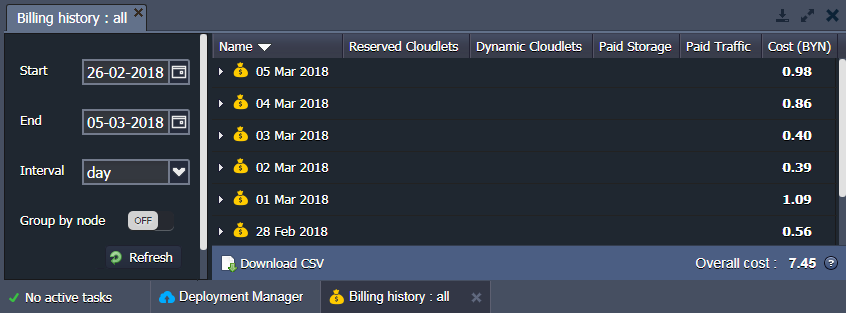 Billing history : all
Start 26-02-2018
End 05-03-2018
Interval day
Group by node OFF
Refresh
Name Reserved Cloudlets Dynamic Cloudlets Paid Storage Paid Traffic Cost (BYN)
05 Mar 2018 0.98
04 Mar 2018 0.86
03 Mar 2018 0.40
02 Mar 2018 0.39
01 Mar 2018 1.09
28 Feb 2018 0.56
Download CSV Overall cost : 7.45 ?
No active tasks Deployment Manager Billing history : all